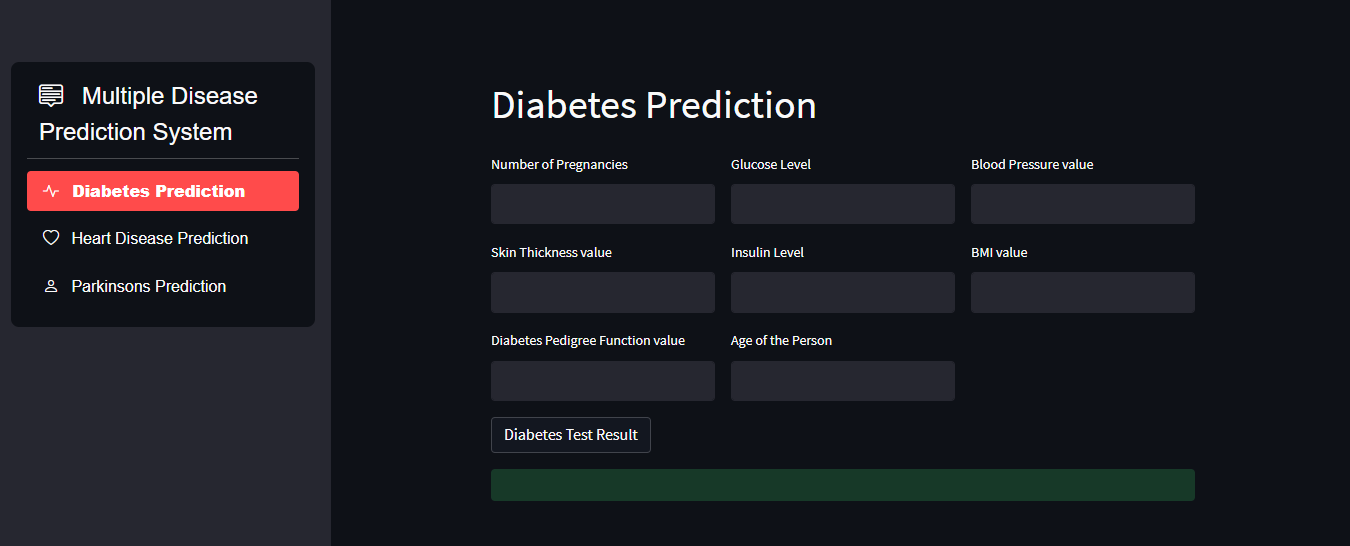 Multiple Disease
Prediction System
Diabetes Prediction
Heart Disease Prediction
Parkinsons Prediction
Diabetes Prediction
Number of Pregnancies
Glucose Level
Blood Pressure value
Skin Thickness value
Insulin Level
BMI value
Diabetes Pedigree Function value
Age of the Person
Diabetes Test Result